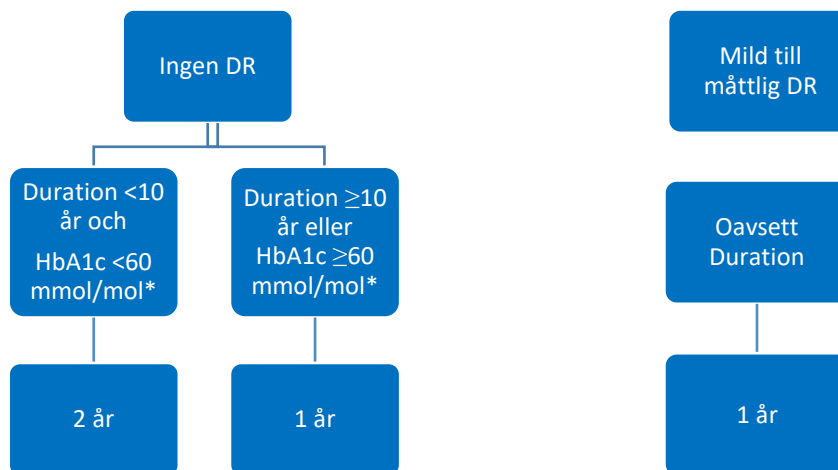 Ingen DR
Duration <10
år och
HbA1c <60
mmol/mol*
2 år
Duration ≥10
år eller
HbA1c ≥60
mmol/mol*
1 år
Mild till
måttlig DR
Oavsett
Duration
1 år